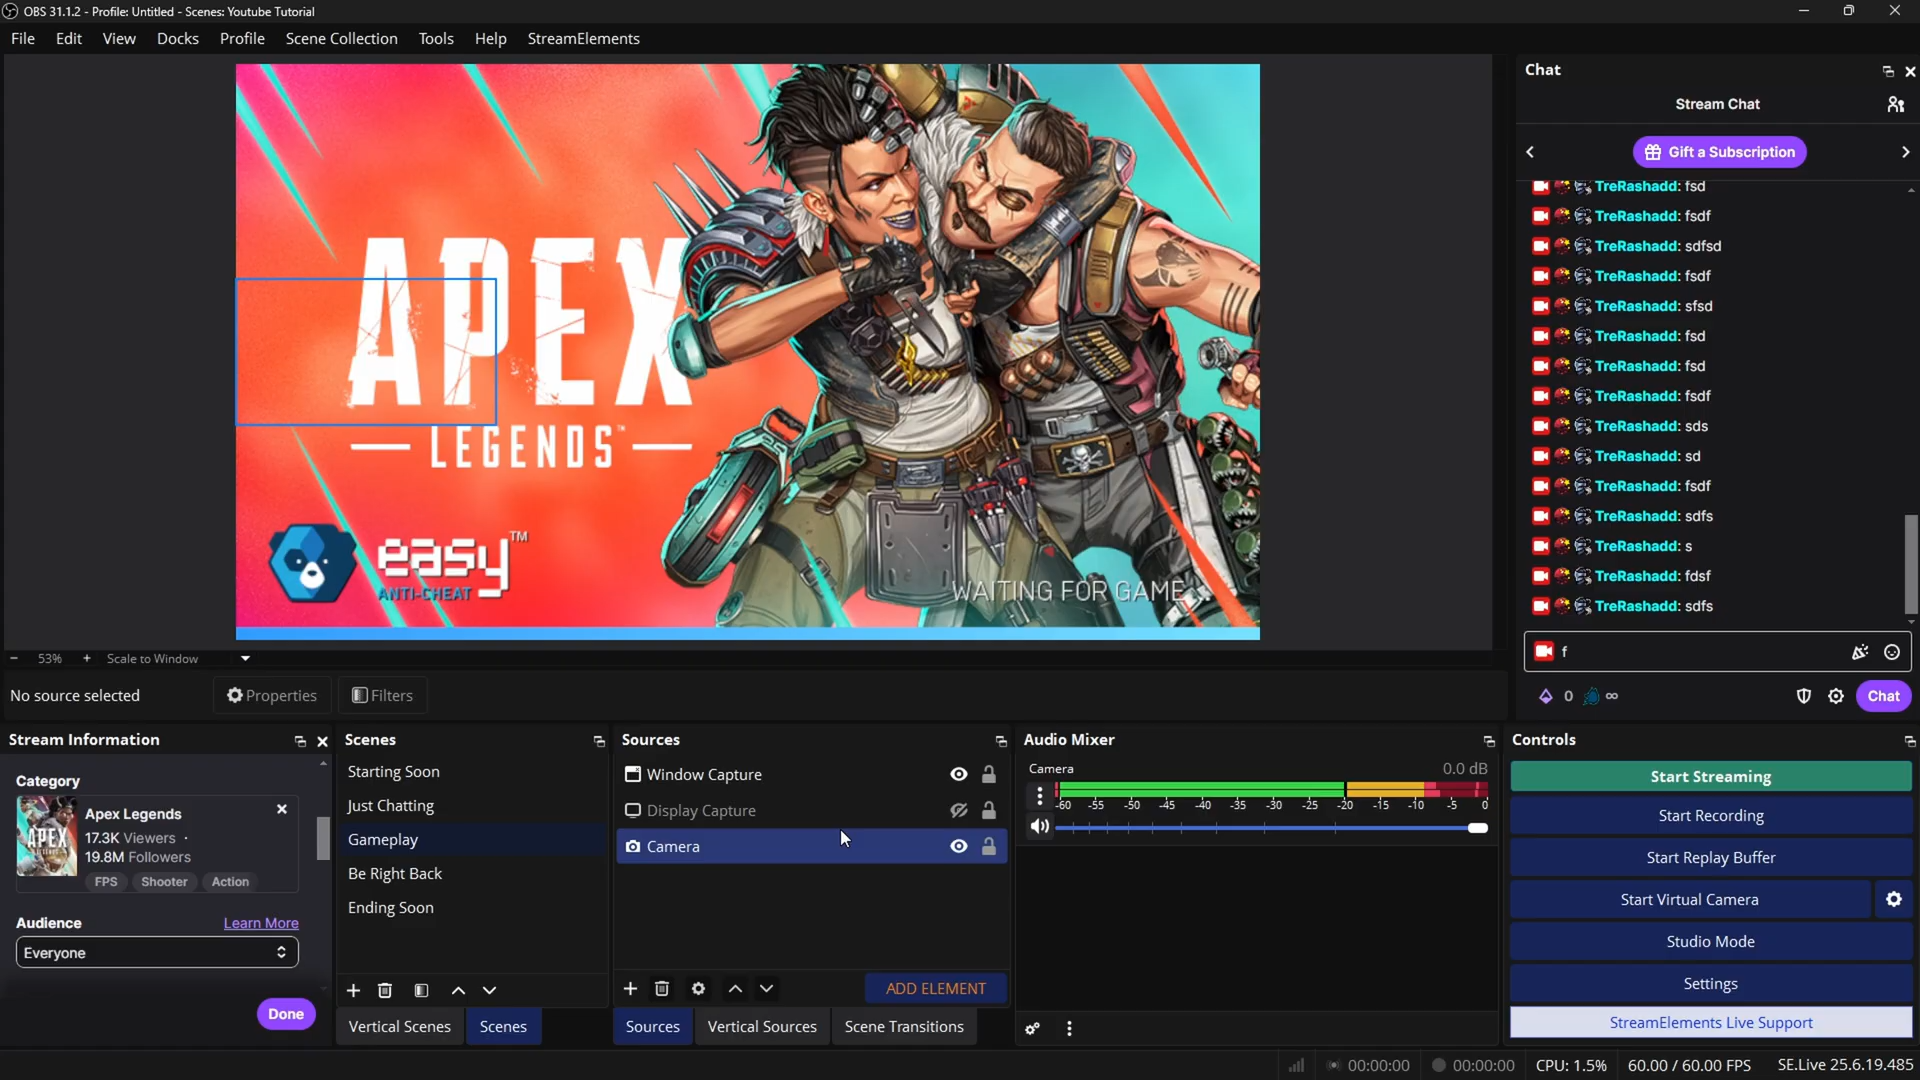 OBS 31.1.2 - Profile: Untitled - Scenes: Youtube Tutorial
File Edit View Docks Profile Scene Collection Tools Help StreamElements
APEX
LEGENDS™
easy™
ANTI-CHEAT
WAITING FOR GAME
53% Scale to Window
No source selected Properties Filters
Chat
Stream Chat
Gift a Subscription
TreRashadd: fsd
TreRashadd: fsdf
TreRashadd: sdfsd
TreRashadd: fsdf
TreRashadd: sfsd
TreRashadd: fsd
TreRashadd: fsd
TreRashadd: fsdf
TreRashadd: sds
TreRashadd: sd
TreRashadd: fsdf
TreRashadd: sdfs
TreRashadd: s
TreRashadd: fdsf
TreRashadd: sdfs
f
0 ∞ Chat
Stream Information
Category
APEX
Apex Legends
17.3K Viewers ·
19.8M Followers
FPS Shooter Action
Audience Learn More
Everyone
Done
Scenes
Starting Soon
Just Chatting
Gameplay
Be Right Back
Ending Soon
Vertical Scenes Scenes
Sources
Window Capture
Display Capture
Camera
ADD ELEMENT
Sources Vertical Sources Scene Transitions
Audio Mixer
Camera 0.0 dB
-60 -55 -50 -45 -40 -35 -30 -25 -20 -15 -10 -5 0
Controls
Start Streaming
Start Recording
Start Replay Buffer
Start Virtual Camera
Studio Mode
Settings
StreamElements Live Support
00:00:00 00:00:00 CPU: 1.5% 60.00 / 60.00 FPS SE.Live 25.6.19.485